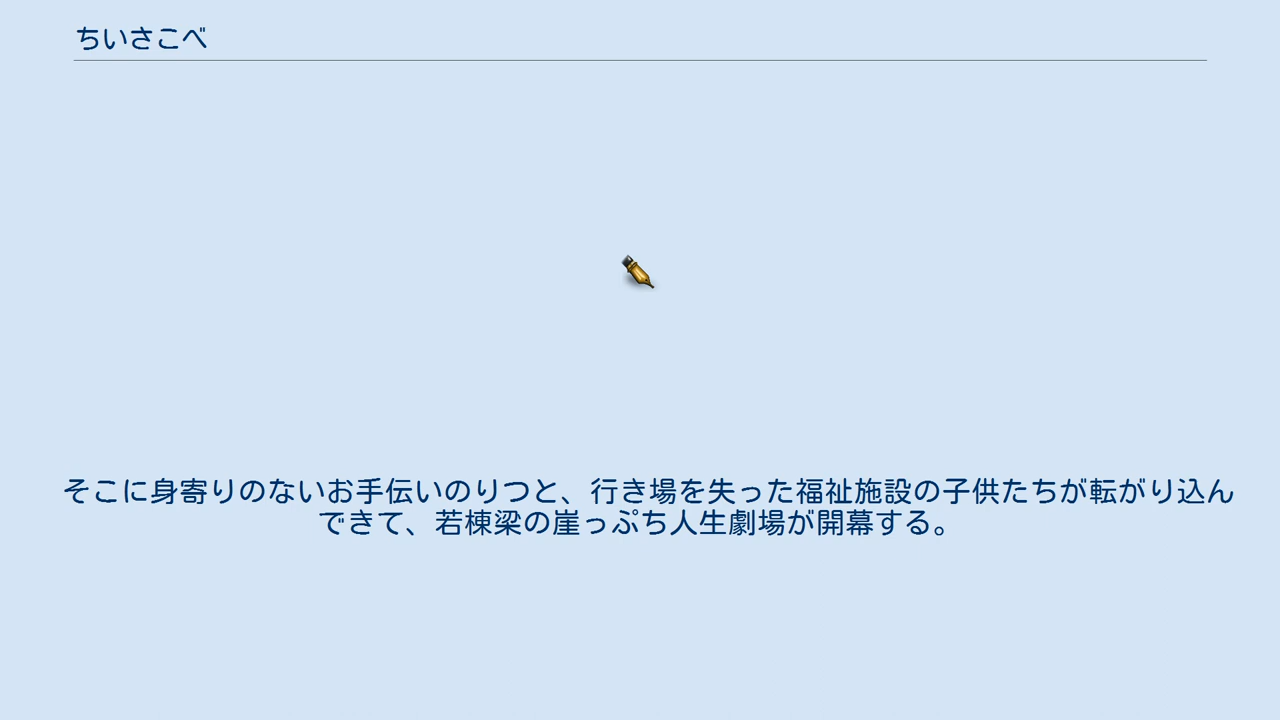 ちいさこべ
そこに身寄りのないお手伝いのりつと、行き場を失った福祉施設の子供たちが転がり込ん
できて、若棟梁の崖っぷち人生劇場が開幕する。